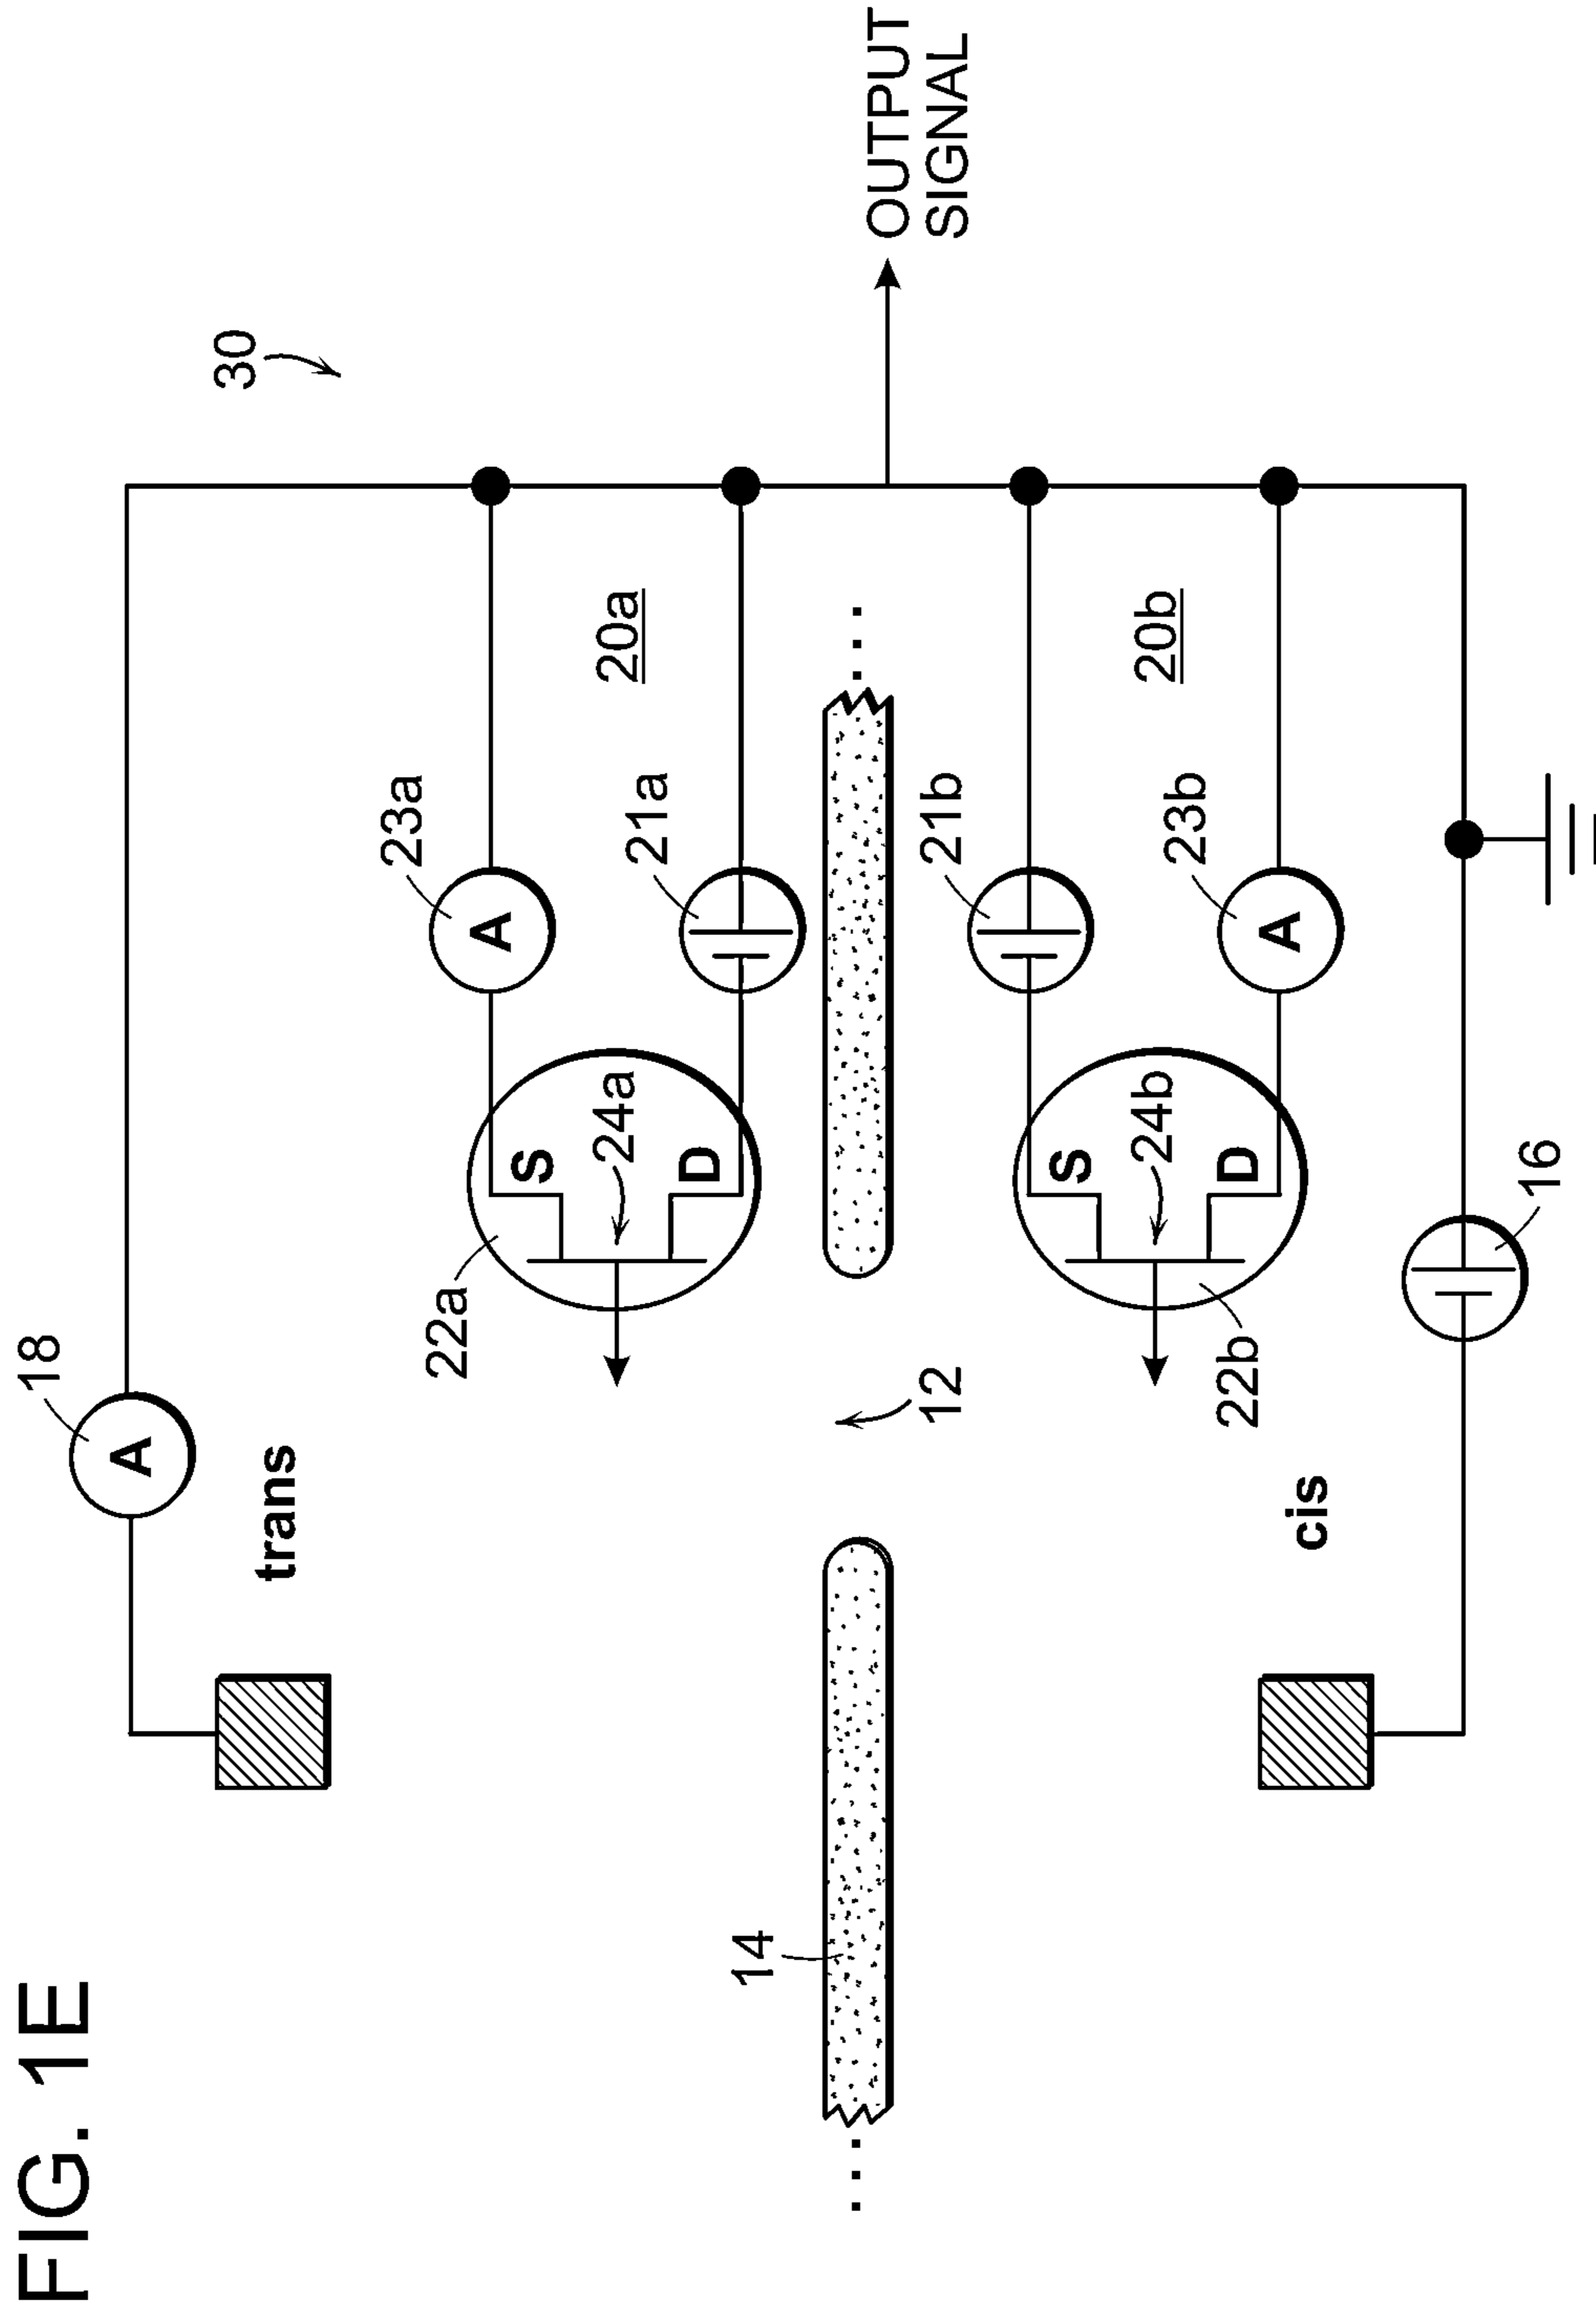 FIG. 1E
18
A
trans
30
23a
A
22a
S
24a
D
21a
20a
14
12
OUTPUT
SIGNAL
21b
S
24b
D
20b
23b
A
22b
cis
16